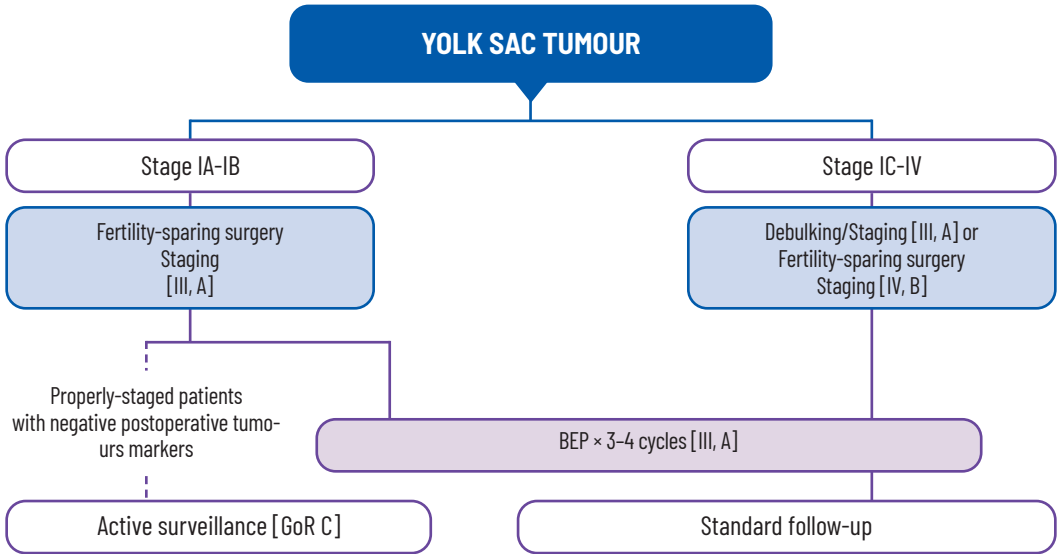 YOLK SAC TUMOUR
Stage IA-IB
Stage IC-IV
Fertility-sparing surgery
Staging
[III, A]
Debulking/Staging [III, A] or
Fertility-sparing surgery
Staging [IV, B]
Properly-staged patients
with negative postoperative tumo-
urs markers
BEP × 3–4 cycles [III, A]
Active surveillance [GoR C]
Standard follow-up